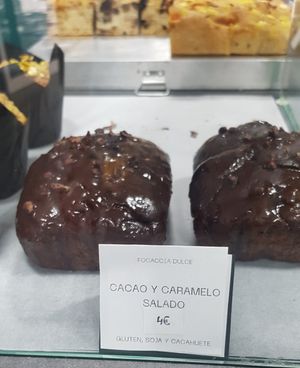 FOCACCIA DULCE
CACAO Y CARAMELO
SALADO
4€
GLUTEN, SOJA Y CACAHUETE